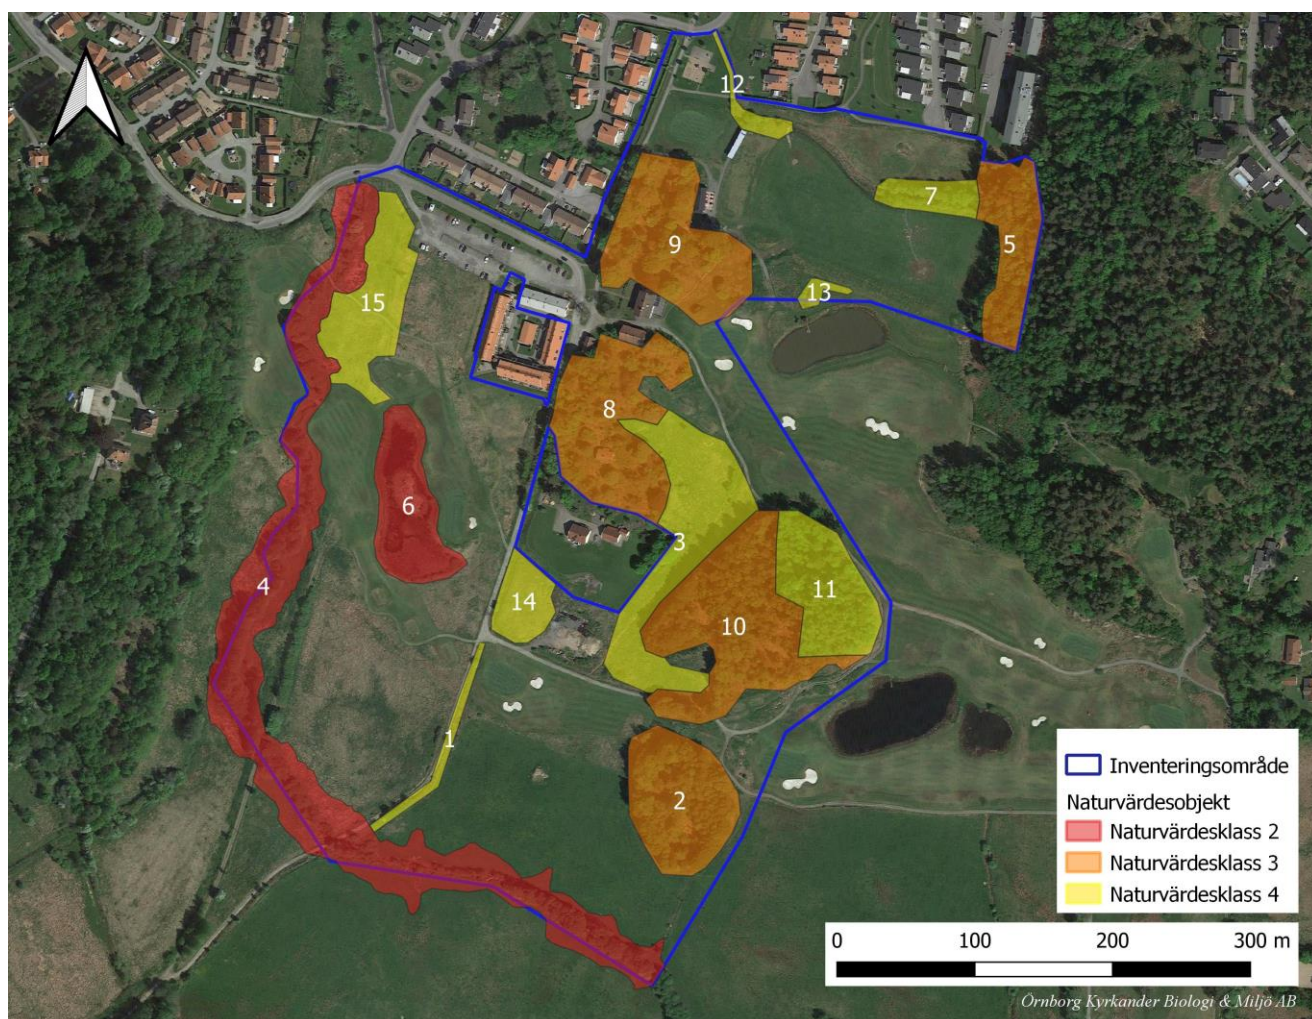 12
7
5
9
13
15
8
6
3
4
14
11
10
1
2
Inventeringsområde
Naturvärdesobjekt
Naturvärdesklass 2
Naturvärdesklass 3
Naturvärdesklass 4
0 100 200 300 m
Örnborg Kyrkander Biologi & Miljö AB